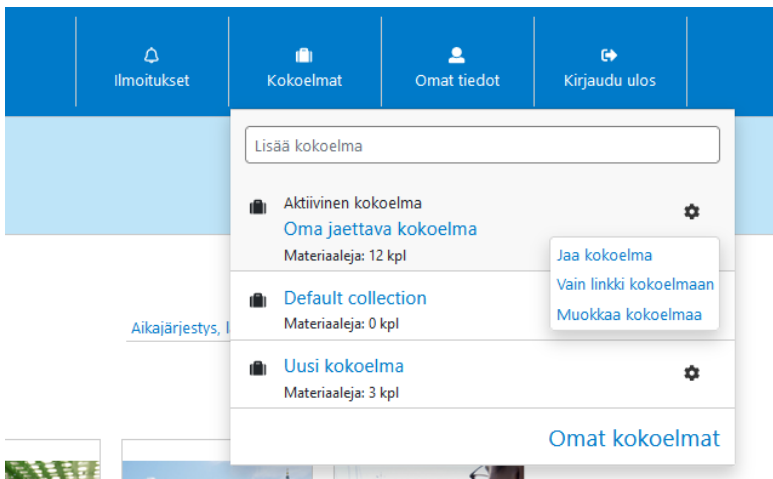 Ilmoitukset
Kokoelmat
Omat tiedot
Kirjaudu ulos
Lisää kokoelma
Aktiivinen kokoelma
Oma jaettava kokoelma
Materiaaleja: 12 kpl
Jaa kokoelma
Vain linkki kokoelmaan
Muokkaa kokoelmaa
Default collection
Materiaaleja: 0 kpl
Aikajärjestys,
Uusi kokoelma
Materiaaleja: 3 kpl
Omat kokoelmat